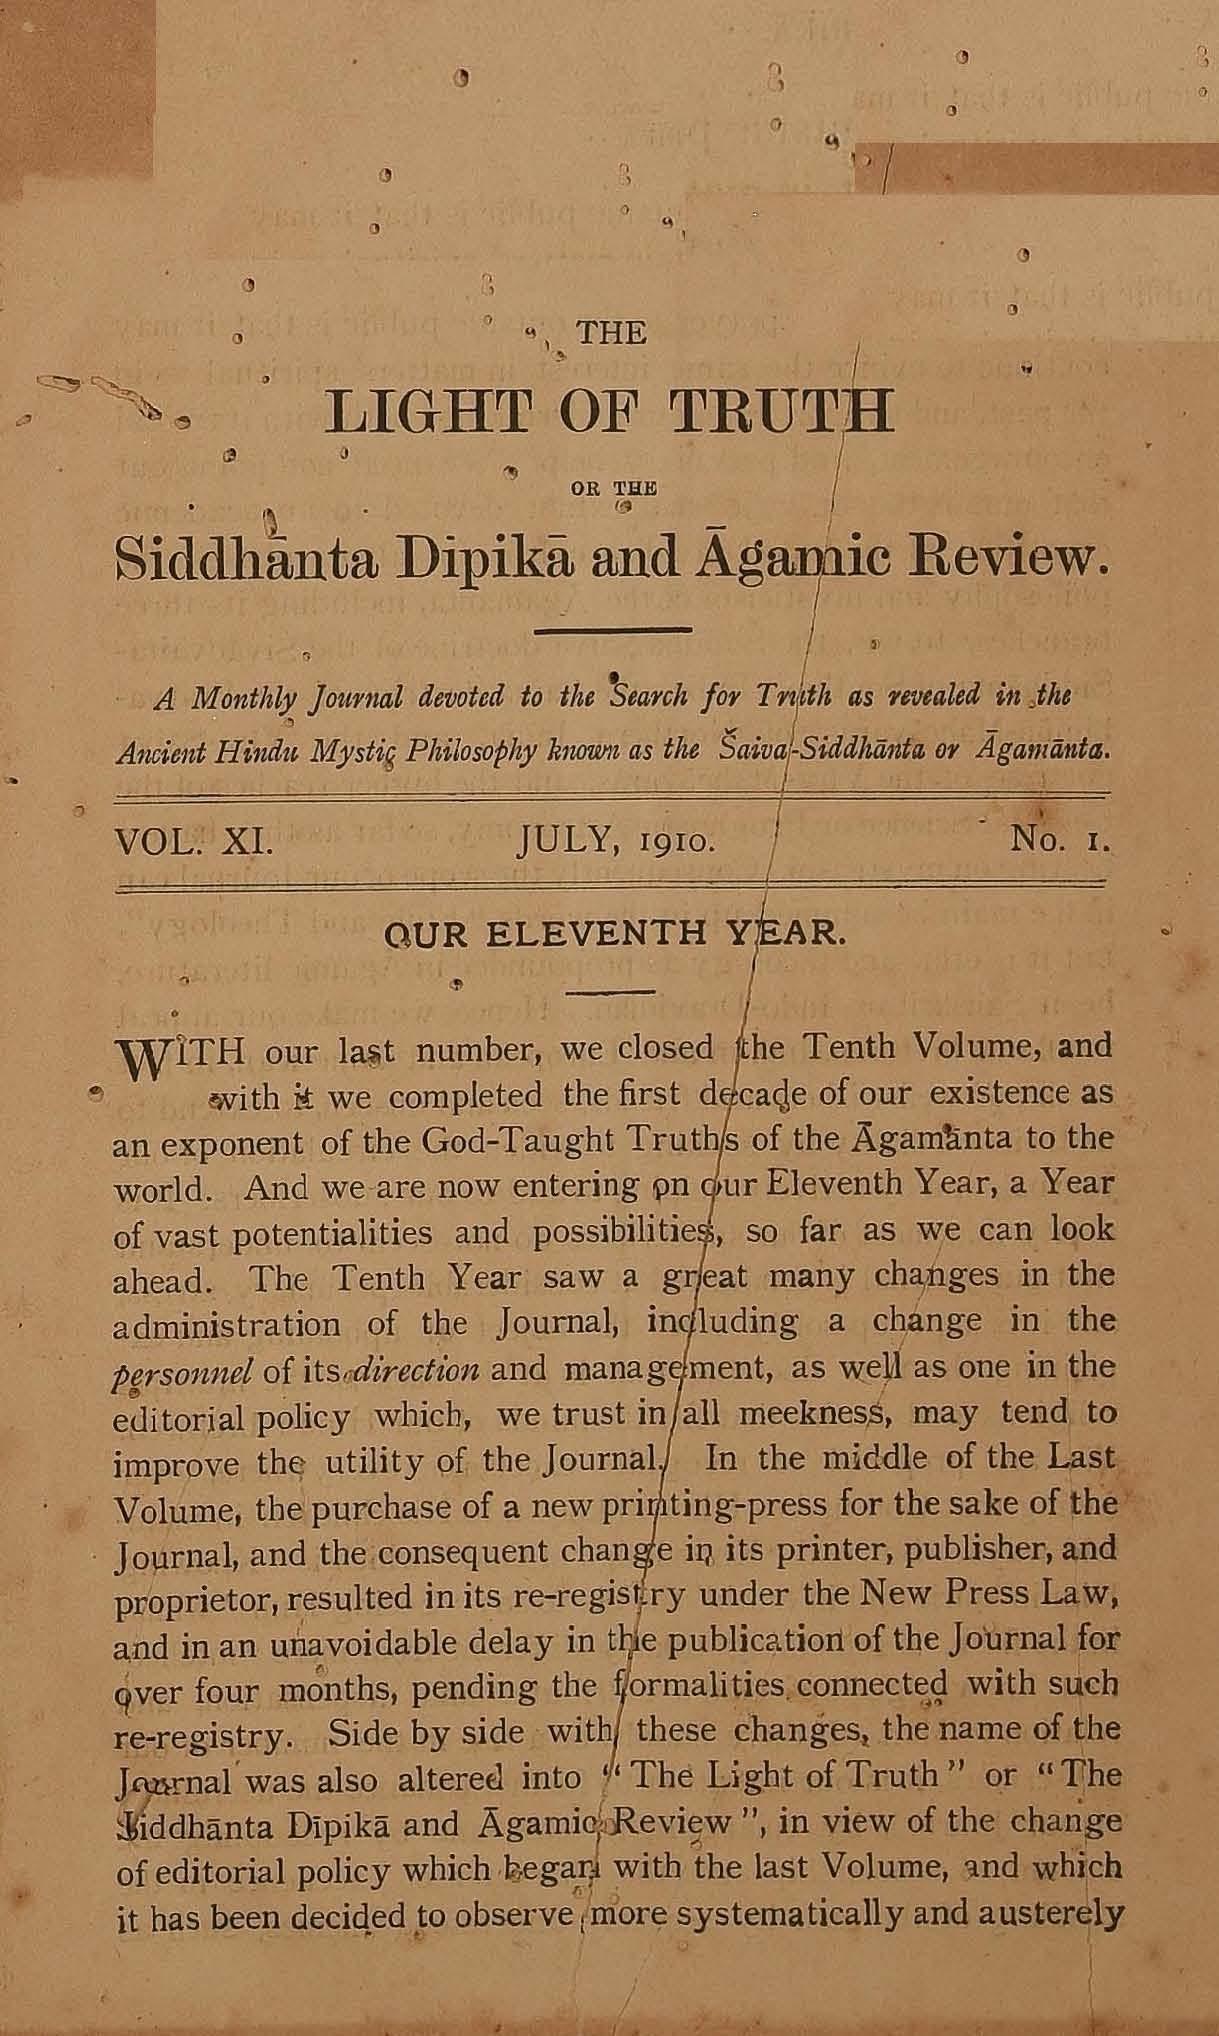 THE
LIGHT OF TRUTH
OR THE
Siddhānta Dipikā and Āgamic Review.
A Monthly Journal devoted to the Search for Truth as revealed in the
Ancient Hindu Mystic Philosophy known as the Šaiva-Siddhānta or Āgamānta.
VOL. XI. JULY, 1910. No. 1.
OUR ELEVENTH YEAR.
WITH our last number, we closed the Tenth Volume, and
with it we completed the first decade of our existence as
an exponent of the God-Taught Truths of the Āgamānta to the
world. And we are now entering on our Eleventh Year, a Year
of vast potentialities and possibilities, so far as we can look
ahead. The Tenth Year saw a great many changes in the
administration of the Journal, including a change in the
personnel of its direction and management, as well as one in the
editorial policy which, we trust in all meekness, may tend to
improve the utility of the Journal. In the middle of the Last
Volume, the purchase of a new printing-press for the sake of the
Journal, and the consequent change in its printer, publisher, and
proprietor, resulted in its re-registry under the New Press Law,
and in an unavoidable delay in the publication of the Journal for
over four months, pending the formalities connected with such
re-registry. Side by side with these changes, the name of the
Journal was also altered into “The Light of Truth” or “The
Siddhānta Dīpikā and Āgamic Review”, in view of the change
of editorial policy which began with the last Volume, and which
it has been decided to observe more systematically and austerely